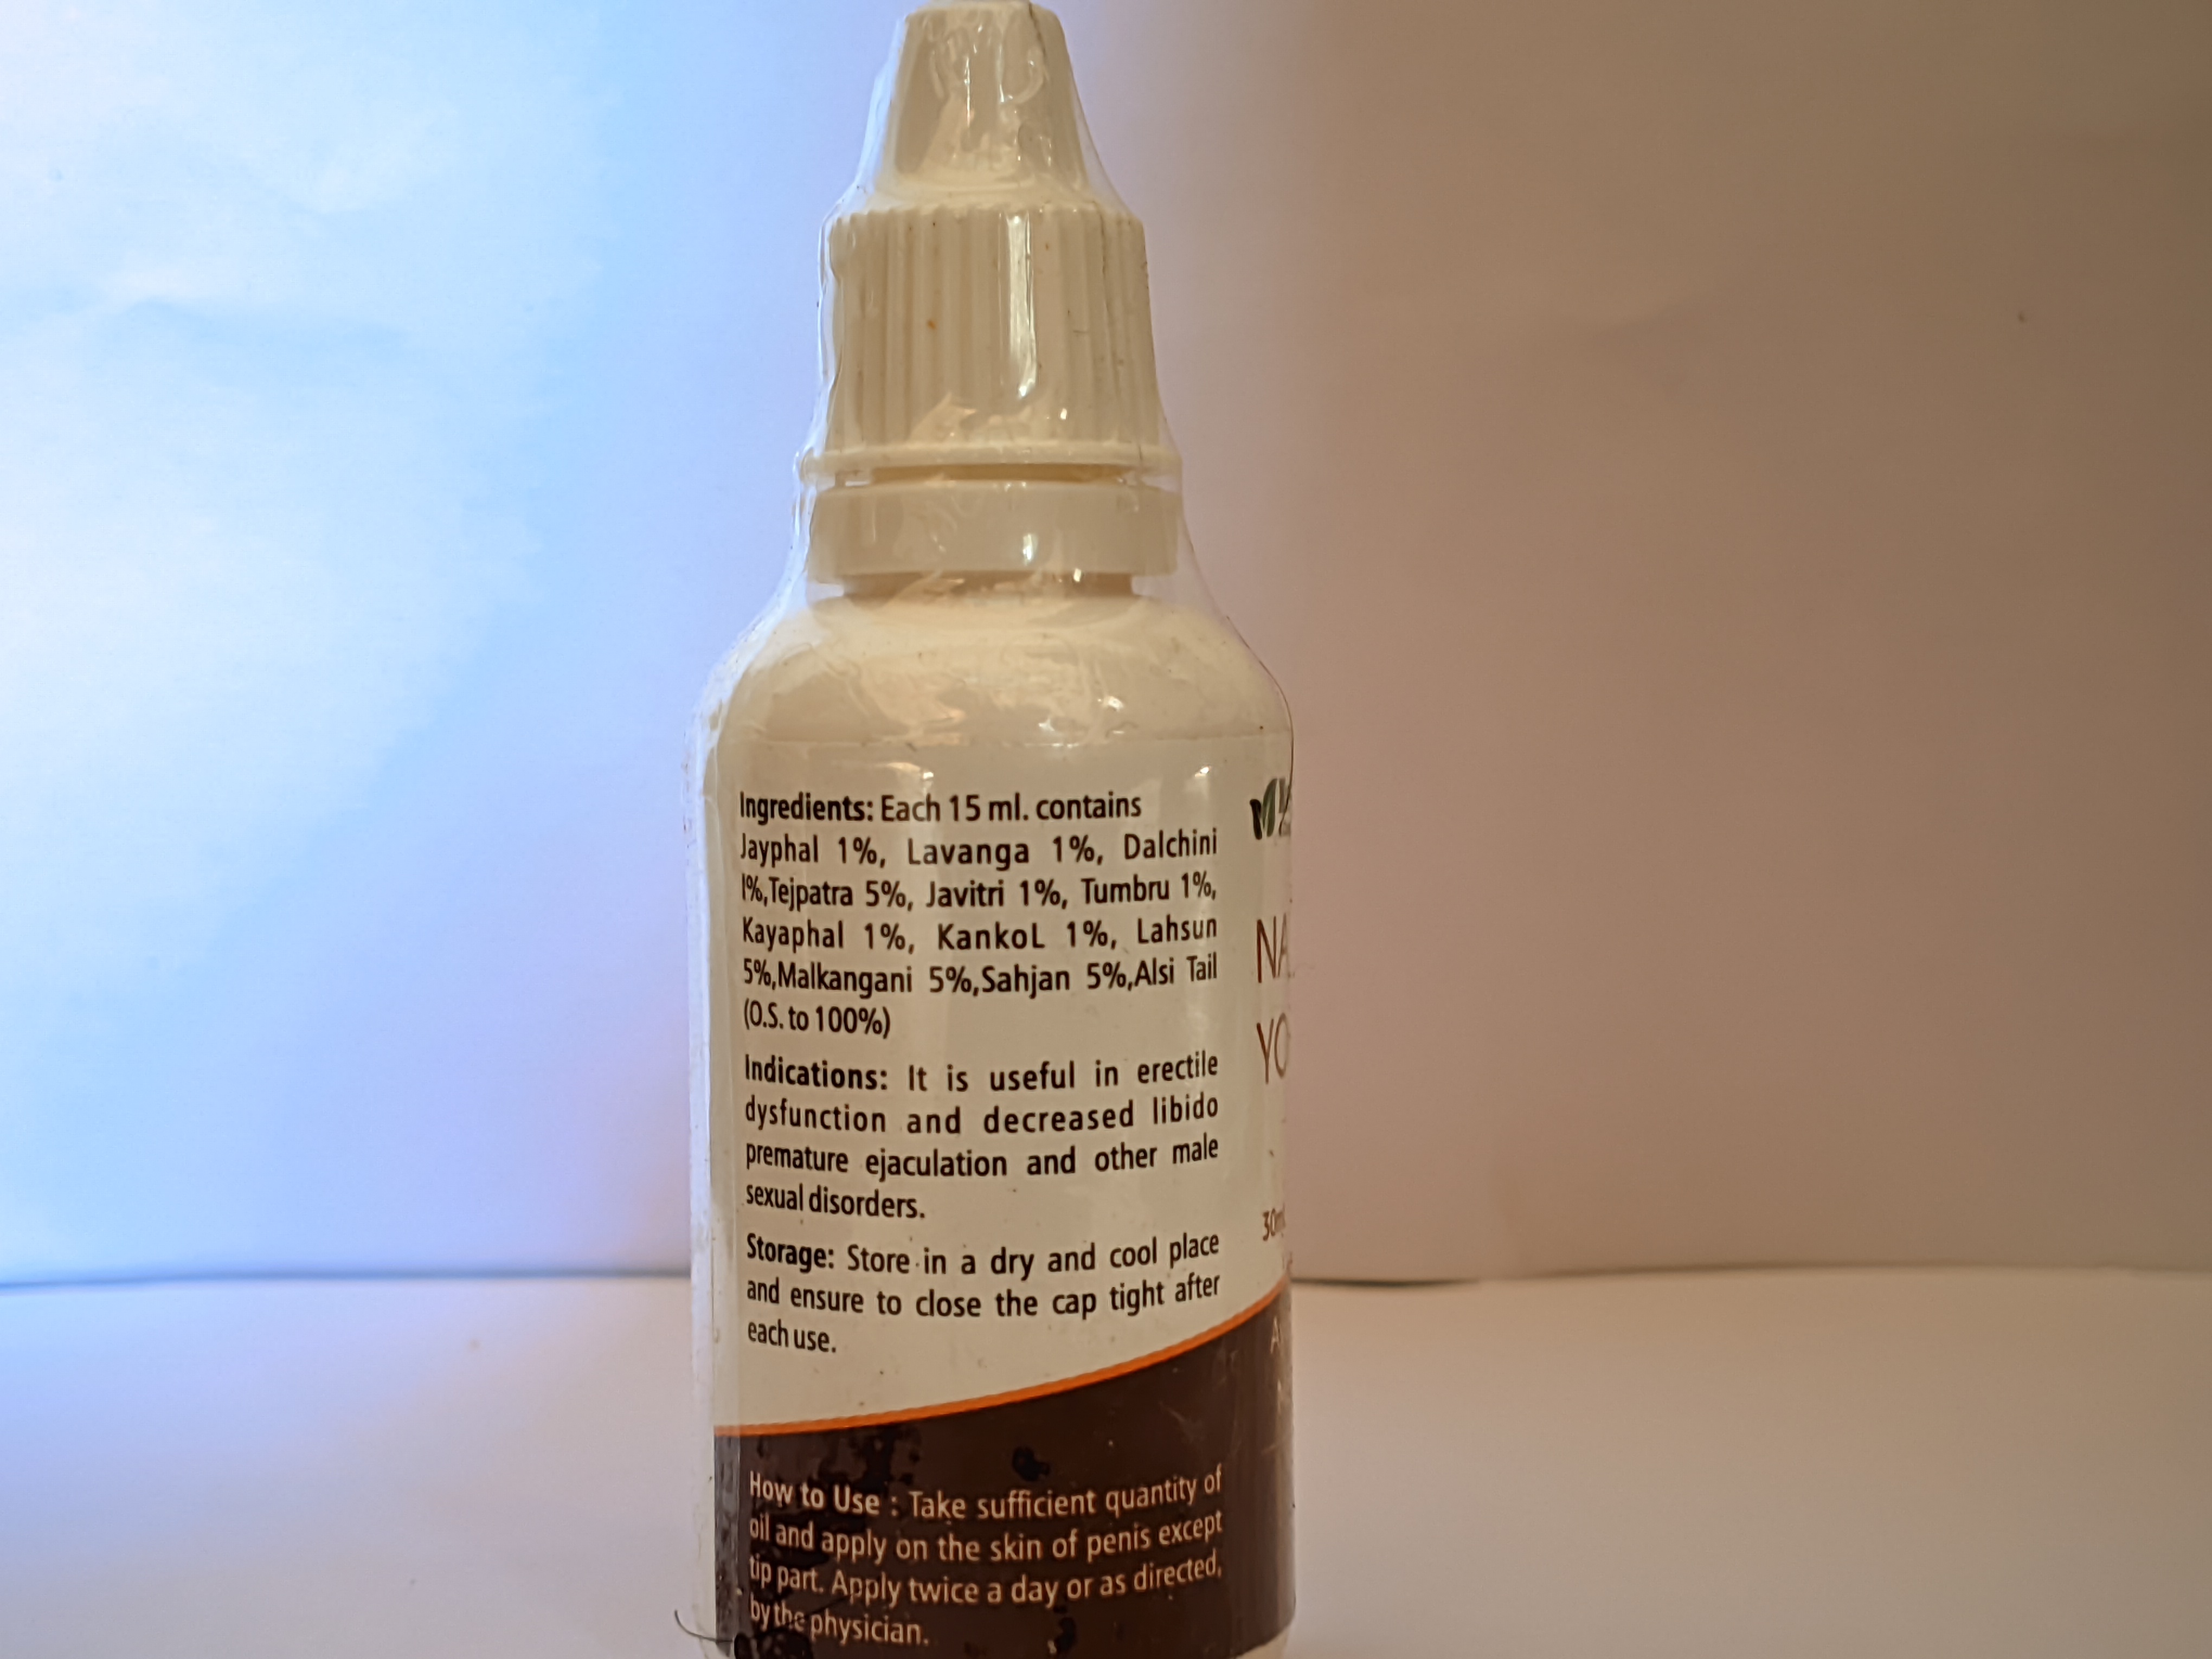 Ingredients: Each 15 ml. contains
Jayphal 1%, Lavanga 1%, Dalchini
1%,Tejpatra 5%, Javitri 1%, Tumbru 1%,
Kayaphal 1%, KankoL 1%, Lahsun
5%,Malkangani 5%,Sahjan 5%,Alsi Tail
(O.S. to 100%)
Indications: It is useful in erectile
dysfunction and decreased libido
premature ejaculation and other male
sexual disorders.
Storage: Store in a dry and cool place
and ensure to close the cap tight after
each use.
How to Use : Take sufficient quantity of
oil and apply on the skin of penis except
tip part. Apply twice a day or as directed,
by the physician.
NA
YO
30ml